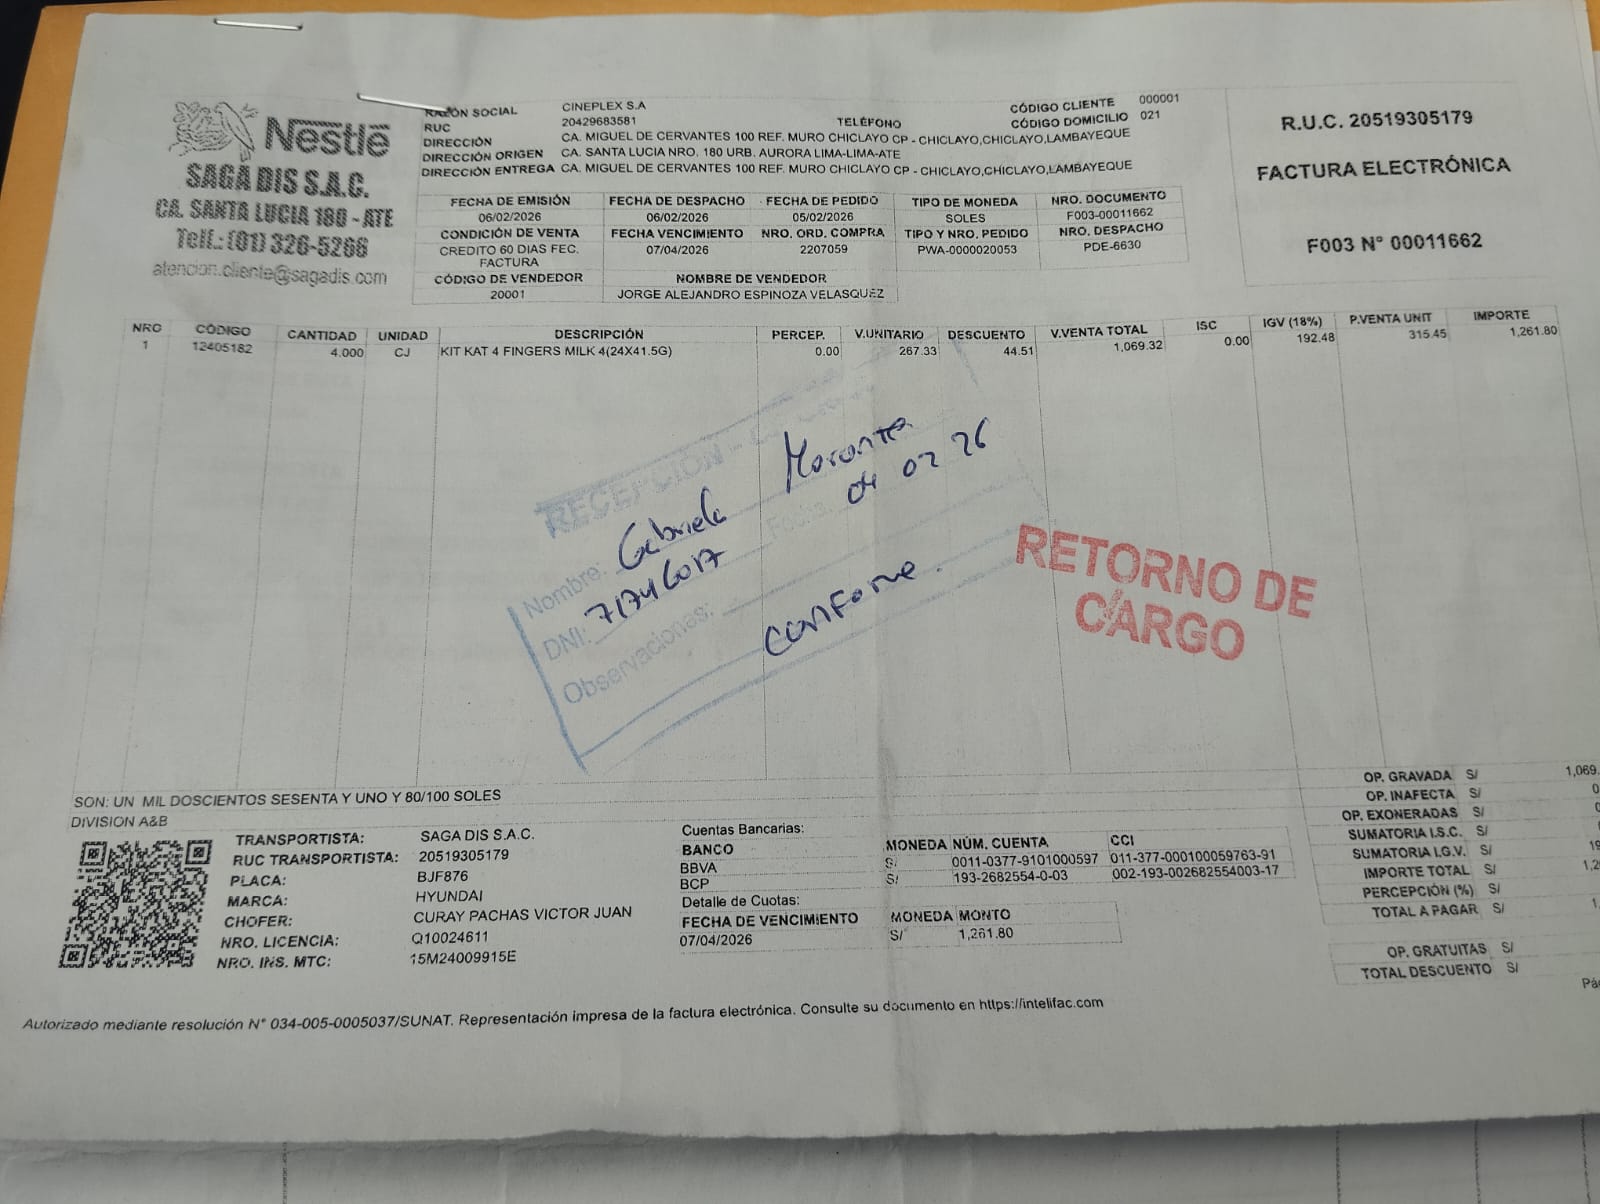 Nestlé
SAGA DIS S.A.C.
CA. SANTA LUCIA 180 - ATE
Telf.: (01) 326-5266
atencion.cliente@sagadis.com
RAZÓN SOCIAL CINEPLEX S.A
RUC 20429683581 TELÉFONO
DIRECCIÓN CA. MIGUEL DE CERVANTES 100 REF. MURO CHICLAYO CP - CHICLAYO,CHICLAYO,LAMBAYEQUE
DIRECCIÓN ORIGEN CA. SANTA LUCIA NRO. 180 URB. AURORA LIMA-LIMA-ATE
DIRECCIÓN ENTREGA CA. MIGUEL DE CERVANTES 100 REF. MURO CHICLAYO CP - CHICLAYO,CHICLAYO,LAMBAYEQUE
CÓDIGO CLIENTE 000001
CÓDIGO DOMICILIO 021
R.U.C. 20519305179
FACTURA ELECTRÓNICA
F003 N° 00011662
FECHA DE EMISIÓN FECHA DE DESPACHO FECHA DE PEDIDO TIPO DE MONEDA NRO. DOCUMENTO
06/02/2026 06/02/2026 05/02/2026 SOLES F003-00011662
CONDICIÓN DE VENTA FECHA VENCIMIENTO NRO. ORD. COMPRA TIPO Y NRO. PEDIDO NRO. DESPACHO
CREDITO 60 DIAS FEC. FACTURA 07/04/2026 2207059 PWA-0000020053 PDE-6630
CÓDIGO DE VENDEDOR NOMBRE DE VENDEDOR
20001 JORGE ALEJANDRO ESPINOZA VELASQUEZ
NRO CÓDIGO CANTIDAD UNIDAD DESCRIPCIÓN PERCEP. V.UNITARIO DESCUENTO V.VENTA TOTAL ISC IGV (18%) P.VENTA UNIT IMPORTE
1 12405182 4.000 CJ KIT KAT 4 FINGERS MILK 4(24X41.5G) 0.00 267.33 44.51 1,069.32 0.00 192.48 315.45 1,261.80
RECEPCIÓN -
Nombre: Gabriela Moronta
DNI: 71746017 Fecha: 04 02 26
Observaciones: conforme.
RETORNO DE
CARGO
SON: UN MIL DOSCIENTOS SESENTA Y UNO Y 80/100 SOLES
DIVISION A&B
TRANSPORTISTA: SAGA DIS S.A.C.
RUC TRANSPORTISTA: 20519305179
PLACA: BJF876
MARCA: HYUNDAI
CHOFER: CURAY PACHAS VICTOR JUAN
NRO. LICENCIA: Q10024611
NRO. INS. MTC: 15M24009915E
Cuentas Bancarias:
BANCO MONEDA NÚM. CUENTA CCI
BBVA S/ 0011-0377-9101000597 011-377-000100059763-91
BCP S/ 193-2682554-0-03 002-193-002682554003-17
Detalle de Cuotas:
FECHA DE VENCIMIENTO MONEDA MONTO
07/04/2026 S/ 1,261.80
OP. GRAVADA S/ 1,069.
OP. INAFECTA S/ 0
OP. EXONERADAS S/ 0
SUMATORIA I.S.C. S/ 0
SUMATORIA I.G.V. S/ 19
IMPORTE TOTAL S/ 1,2
PERCEPCIÓN (%) S/
TOTAL A PAGAR S/ 1,
OP. GRATUITAS S/
TOTAL DESCUENTO S/
Autorizado mediante resolución N° 034-005-0005037/SUNAT. Representación impresa de la factura electrónica. Consulte su documento en https://intelifac.com